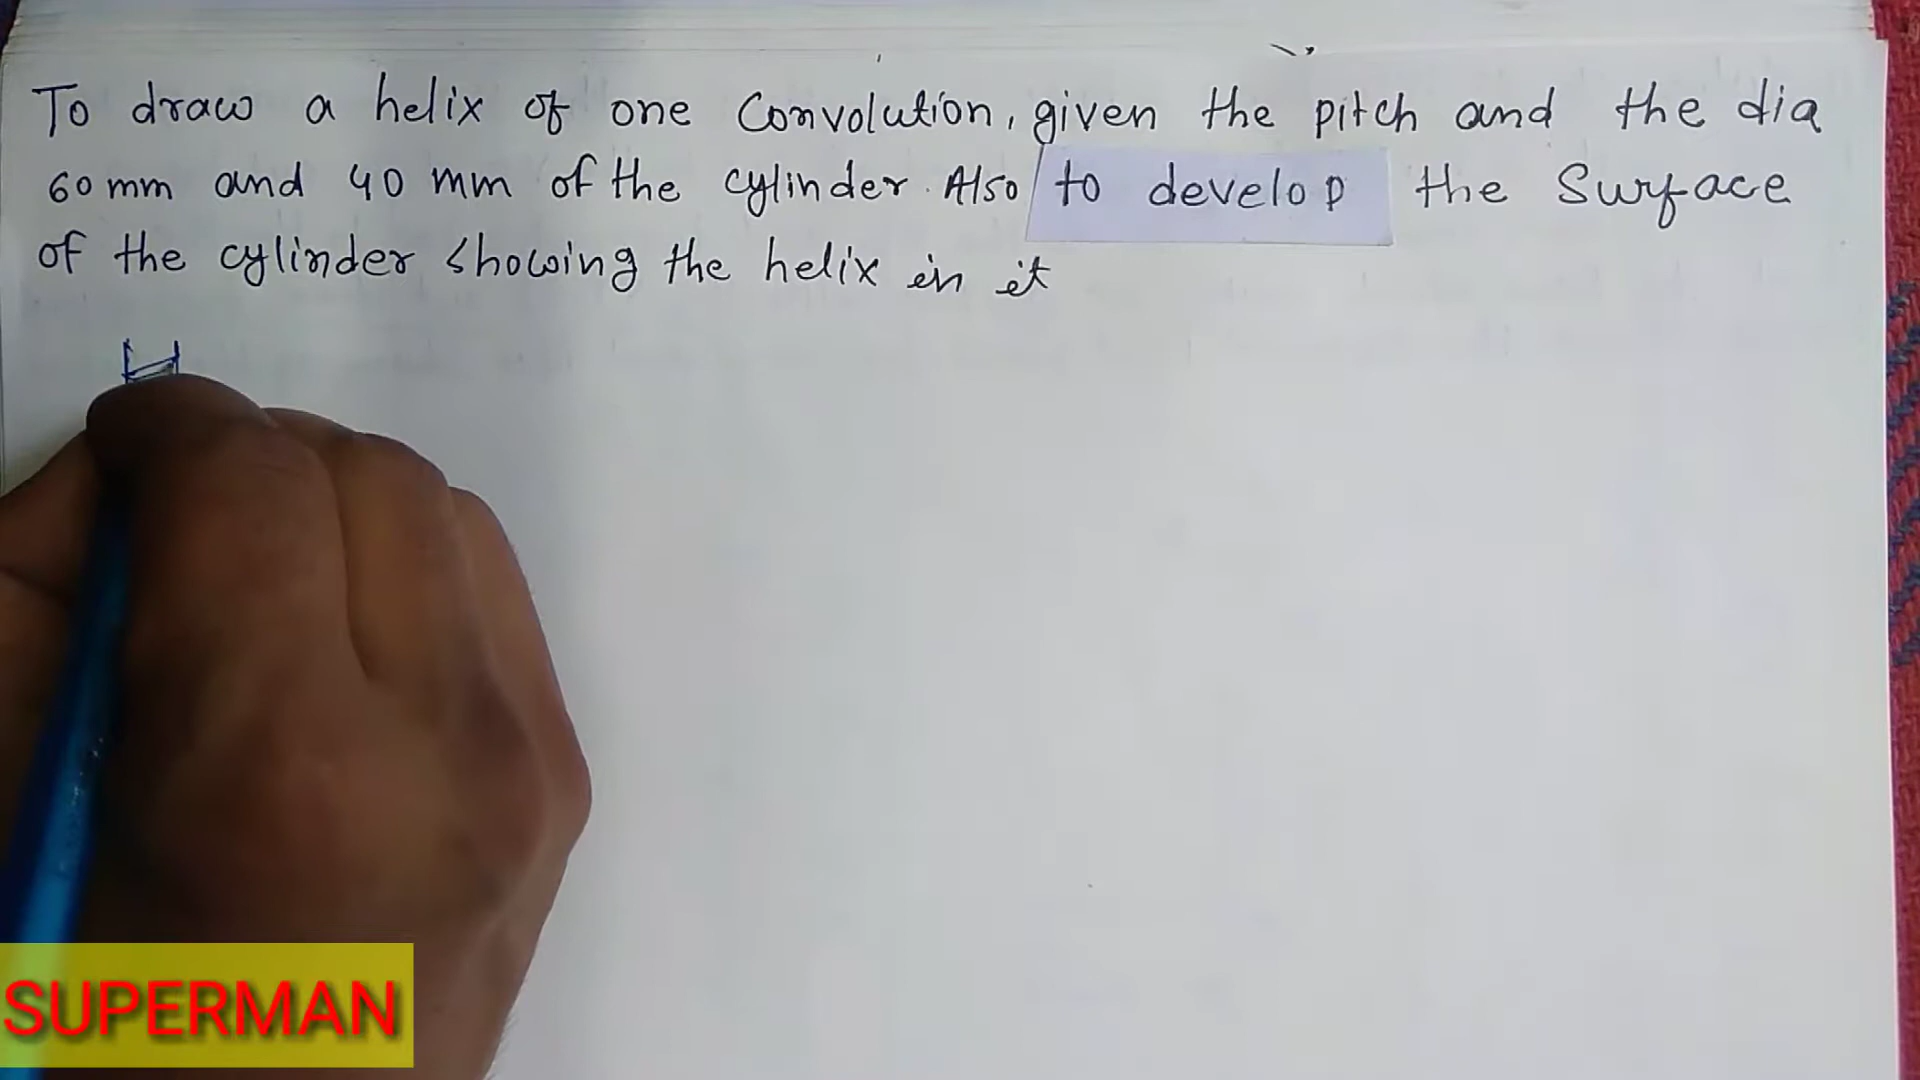 To draw a helix of one Convolution, given the pitch and the dia
60 mm and 40 mm of the cylinder. Also to develop the Surface
of the cylinder showing the helix in it
SUPERMAN